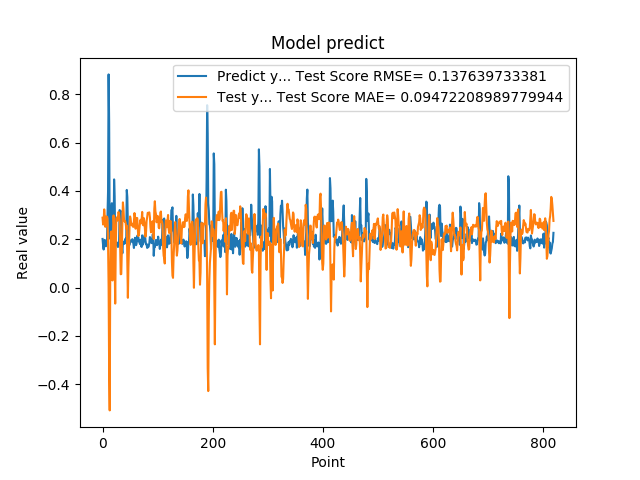 Model predict
Predict y... Test Score RMSE= 0.137639733381
Test y... Test Score MAE= 0.09472208989779944
Real value
0.8
0.6
0.4
0.2
0.0
−0.2
−0.4
0 200 400 600 800
Point